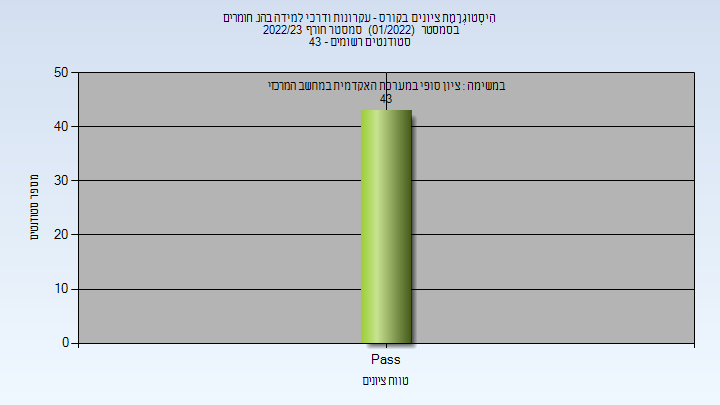 היסטוגרמת ציונים בקורס - עקרונות ודרכי למידה בהנ. חומרים
בסמסטר (01/2022) סמסטר חורף 2022/23
סטודנטים רשומים - 43
במשימה : ציון סופי במערכת האקדמית במחשב המרכזי
43
50
40
30
20
10
0
מספר סטודנטים
Pass
טווח ציונים